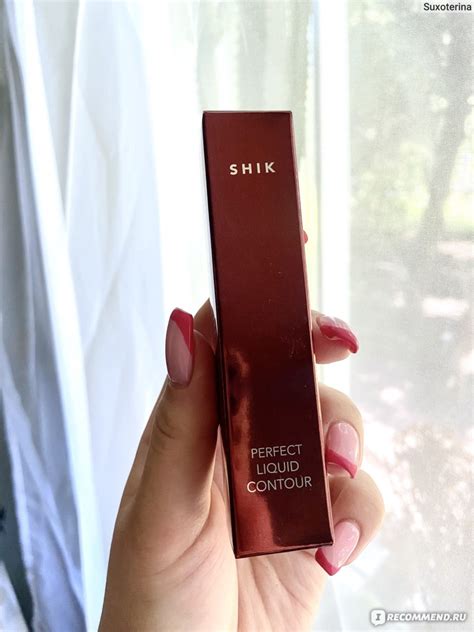 Suxoterina
SHIK
PERFECT
LIQUID
CONTOUR
I RECOMMEND.RU